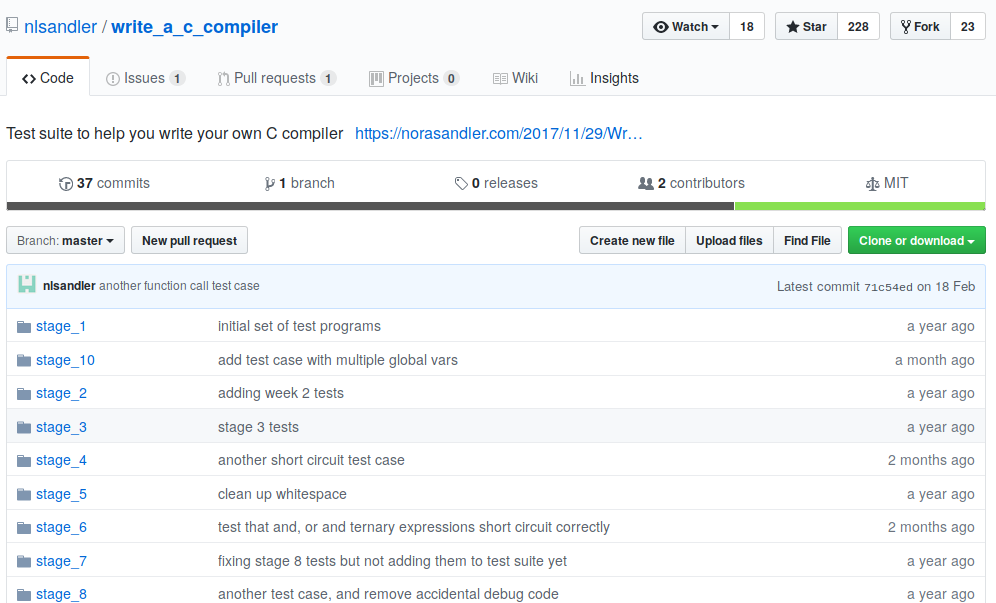 nlsandler / write_a_c_compiler Watch 18 Star 228 Fork 23
Code Issues 1 Pull requests 1 Projects 0 Wiki Insights
Test suite to help you write your own C compiler https://norasandler.com/2017/11/29/Wr…
37 commits 1 branch 0 releases 2 contributors MIT
Branch: master New pull request Create new file Upload files Find File Clone or download
nlsandler another function call test case Latest commit 71c54ed on 18 Feb
stage_1 initial set of test programs a year ago
stage_10 add test case with multiple global vars a month ago
stage_2 adding week 2 tests a year ago
stage_3 stage 3 tests a year ago
stage_4 another short circuit test case 2 months ago
stage_5 clean up whitespace a year ago
stage_6 test that and, or and ternary expressions short circuit correctly 2 months ago
stage_7 fixing stage 8 tests but not adding them to test suite yet a year ago
stage_8 another test case, and remove accidental debug code a year ago